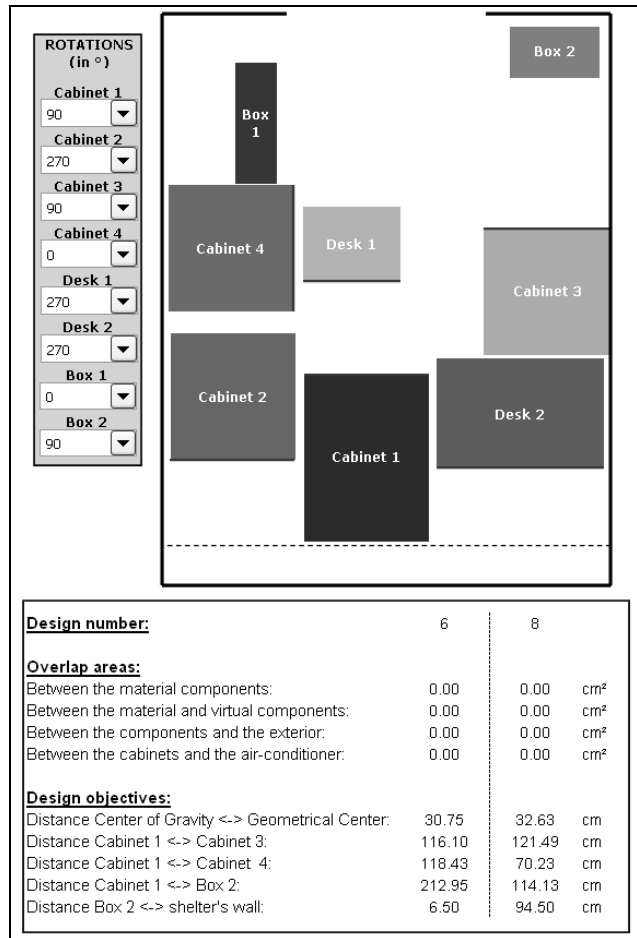 ROTATIONS
(in °)
Cabinet 1
90
Cabinet 2
270
Cabinet 3
90
Cabinet 4
0
Desk 1
270
Desk 2
270
Box 1
0
Box 2
90
Box 2
Box
1
Cabinet 4
Desk 1
Cabinet 3
Cabinet 2
Desk 2
Cabinet 1
Design number: 6 8
Overlap areas:
Between the material components: 0.00 0.00 cm²
Between the material and virtual components: 0.00 0.00 cm²
Between the components and the exterior: 0.00 0.00 cm²
Between the cabinets and the air-conditioner: 0.00 0.00 cm²
Design objectives:
Distance Center of Gravity <-> Geometrical Center: 30.75 32.63 cm
Distance Cabinet 1 <-> Cabinet 3: 116.10 121.49 cm
Distance Cabinet 1 <-> Cabinet 4: 118.43 70.23 cm
Distance Cabinet 1 <-> Box 2: 212.95 114.13 cm
Distance Box 2 <-> shelter's wall: 6.50 94.50 cm